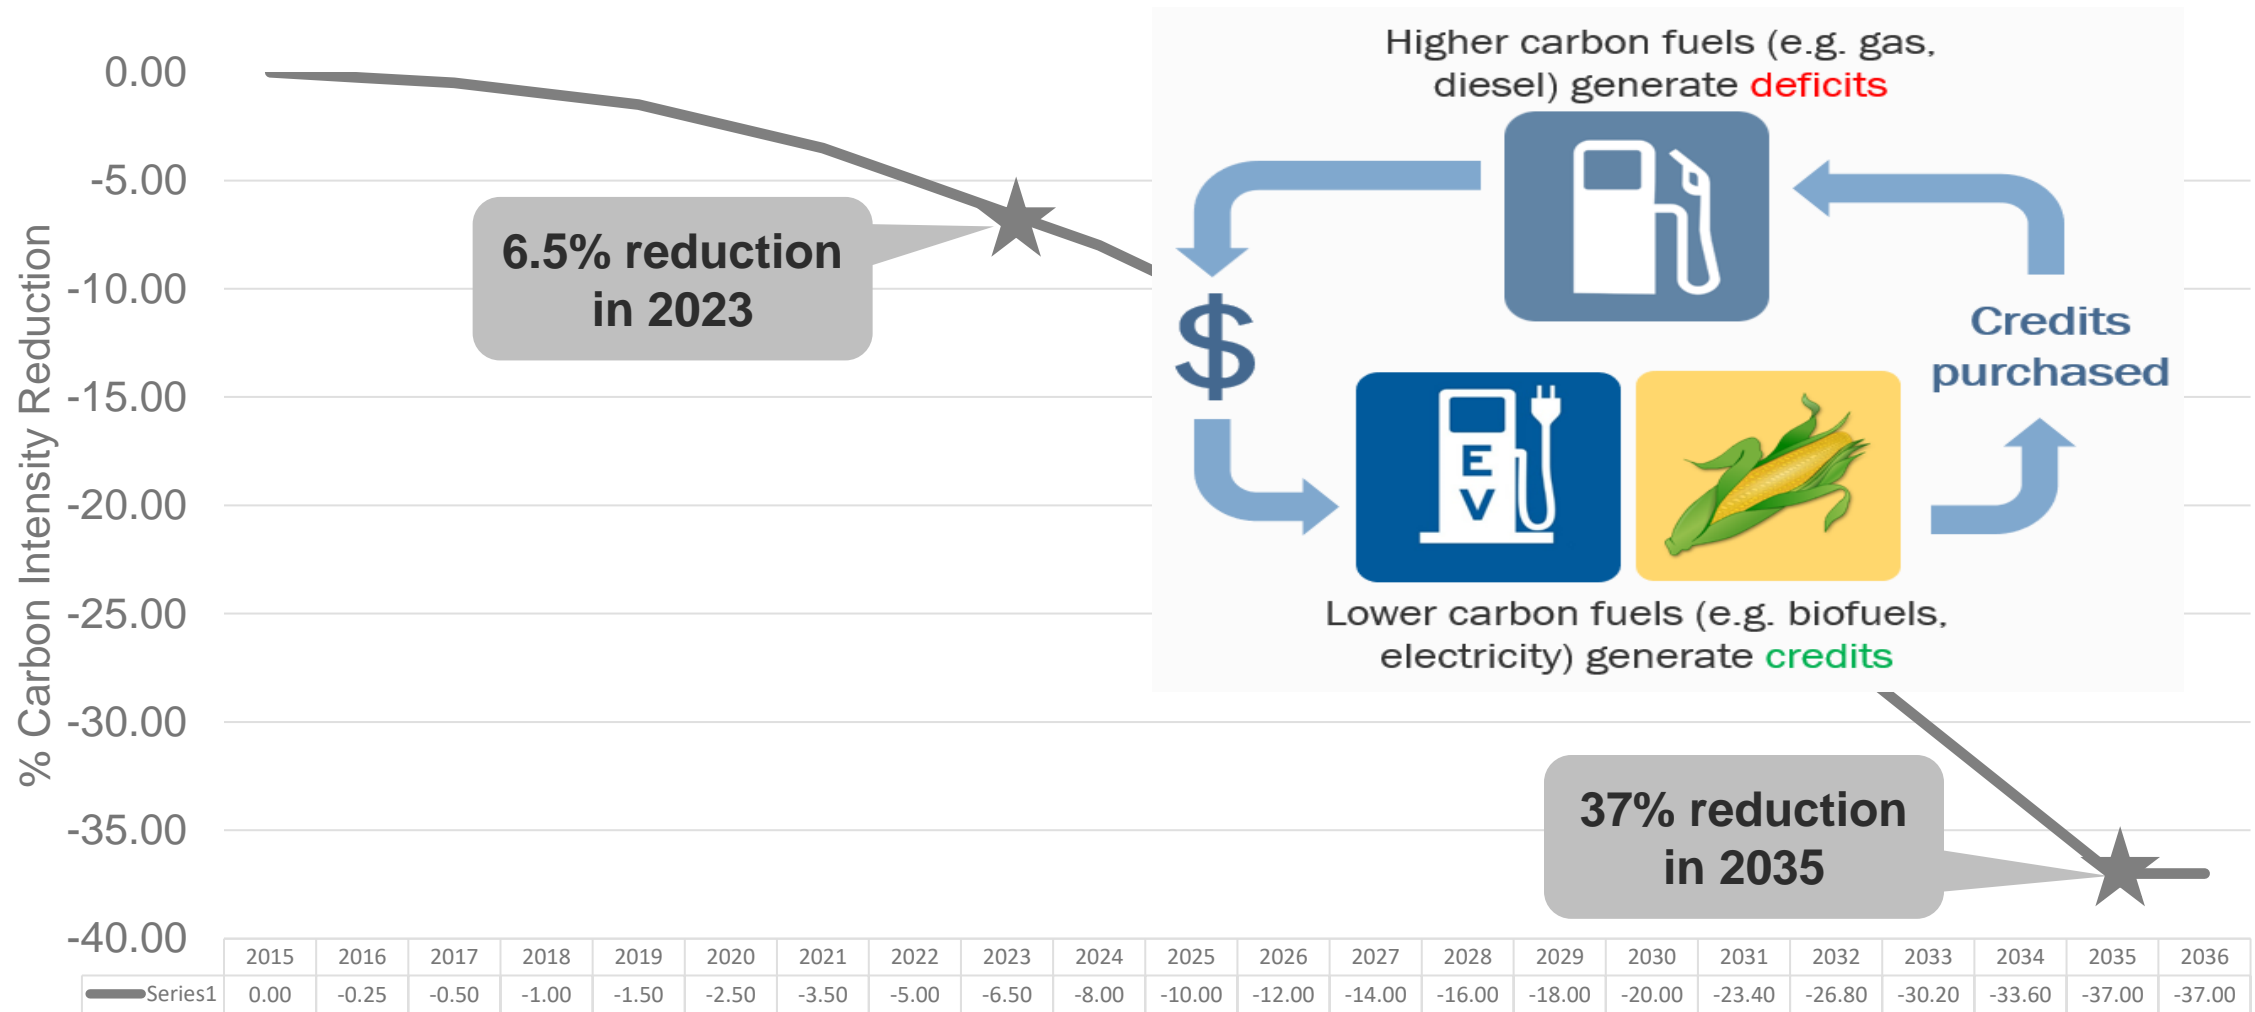 Higher carbon fuels (e.g. gas,
diesel) generate deficits
$
Credits
purchased
E
V
Lower carbon fuels (e.g. biofuels,
electricity) generate credits
% Carbon Intensity Reduction
0.00
-5.00
-10.00
-15.00
-20.00
-25.00
-30.00
-35.00
-40.00
6.5% reduction
in 2023
37% reduction
in 2035
2015 2016 2017 2018 2019 2020 2021 2022 2023 2024 2025 2026 2027 2028 2029 2030 2031 2032 2033 2034 2035 2036
Series1 0.00 -0.25 -0.50 -1.00 -1.50 -2.50 -3.50 -5.00 -6.50 -8.00 -10.00 -12.00 -14.00 -16.00 -18.00 -20.00 -23.40 -26.80 -30.20 -33.60 -37.00 -37.00